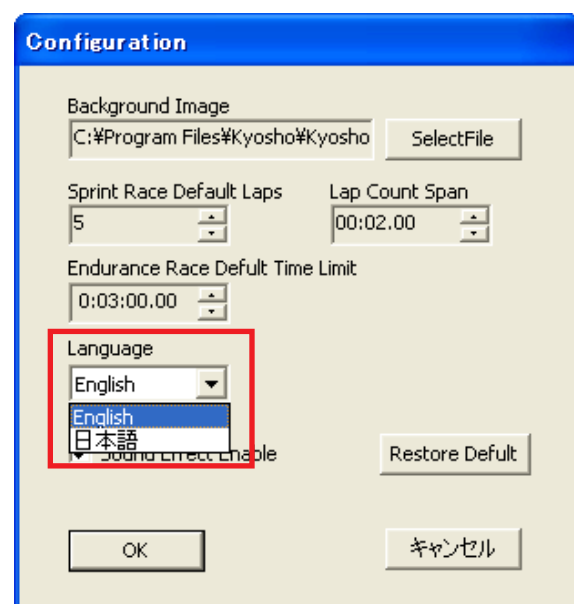 Configuration
Background Image
C:¥Program Files¥Kyosho¥Kyosho
SelectFile
Sprint Race Default Laps
Lap Count Span
5
00:02.00
Endurance Race Defult Time Limit
0:03:00.00
Language
English
English
日本語
Sound Effect Enable
Restore Defult
OK
キャンセル